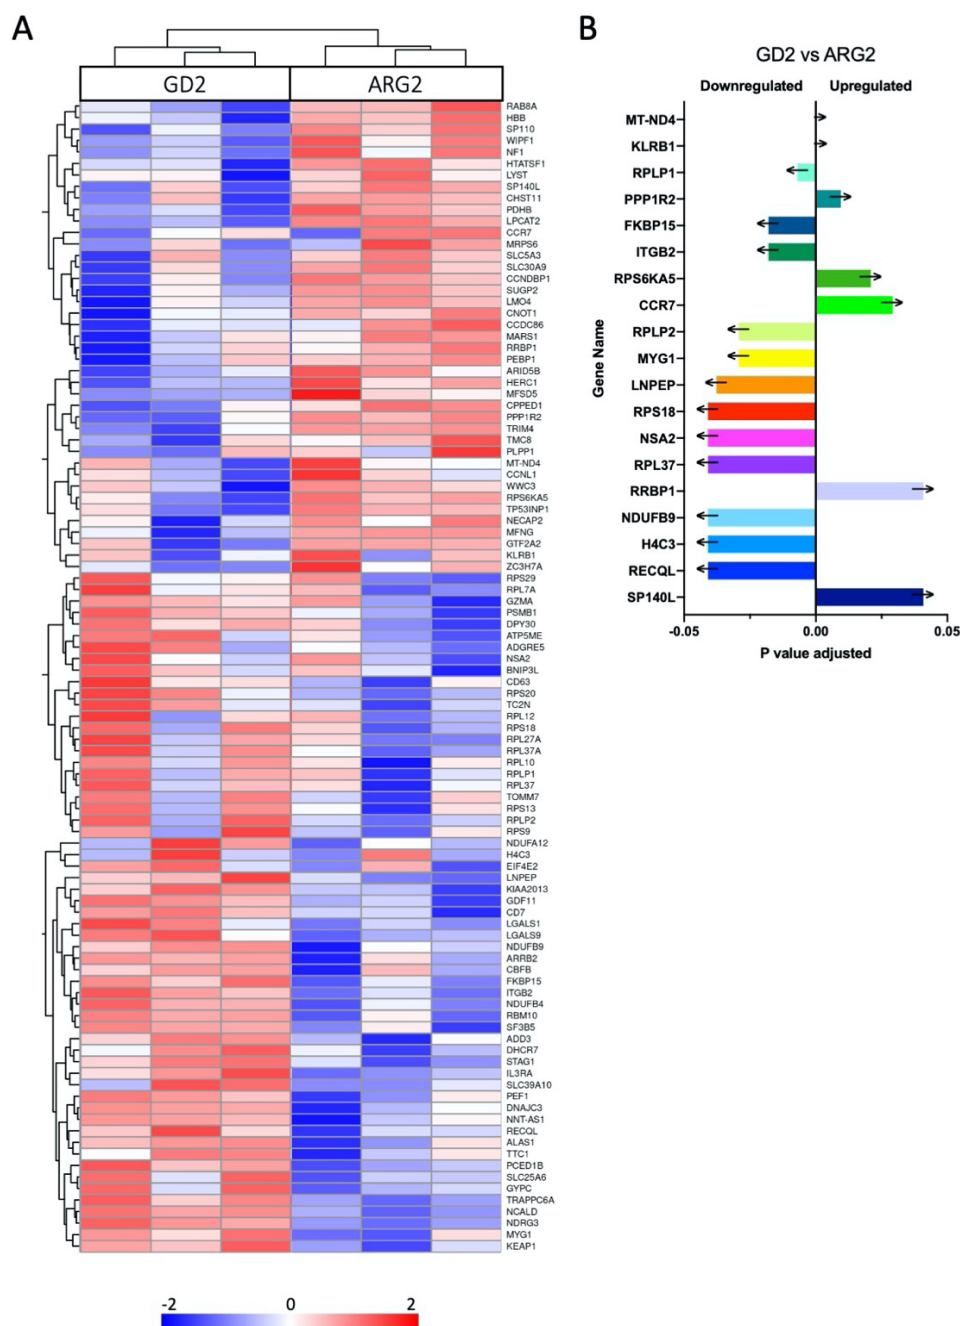 A
GD2
ARG2
RAB8A
HBB
SP110
WIPF1
NF1
HTATSF1
LYST
SP140L
CHST11
PDHB
LPCAT2
CCR7
MRPS6
SLC5A3
SLC30A9
CCNDBP1
SUGP2
LMO4
CNOT1
CCDC86
MARS1
RRBP1
PEBP1
ARID5B
HERC1
MFSD5
CPPED1
PPP1R2
TRIM4
TMC8
PLPP1
MT-ND4
CCNL1
WWC3
RPS6KA5
TP53INP1
NECAP2
MFNG
GTF2A2
KLRB1
ZC3H7A
RPS29
RPL7A
GZMA
PSMB1
DPY30
ATP5ME
ADGRE5
NSA2
BNIP3L
CD63
RPS20
TC2N
RPL12
RPS18
RPL27A
RPL37A
RPL10
RPLP1
RPL37
TOMM7
RPS13
RPLP2
RPS9
NDUFA12
H4C3
EIF4E2
LNPEP
KIAA2013
GDF11
CD7
LGALS1
LGALS9
NDUFB9
ARRB2
CBFB
FKBP15
ITGB2
NDUFB4
RBM10
SF3B5
ADD3
DHCR7
STAG1
IL3RA
SLC39A10
PEF1
DNAJC3
NNT-AS1
RECQL
ALAS1
TTC1
PCED1B
SLC25A6
GYPC
TRAPPC6A
NCALD
NDRG3
MYG1
KEAP1
-2 0 2
B
GD2 vs ARG2
Downregulated Upregulated
Gene Name
MT-ND4
KLRB1
RPLP1
PPP1R2
FKBP15
ITGB2
RPS6KA5
CCR7
RPLP2
MYG1
LNPEP
RPS18
NSA2
RPL37
RRBP1
NDUFB9
H4C3
RECQL
SP140L
-0.05 0.00 0.05
P value adjusted